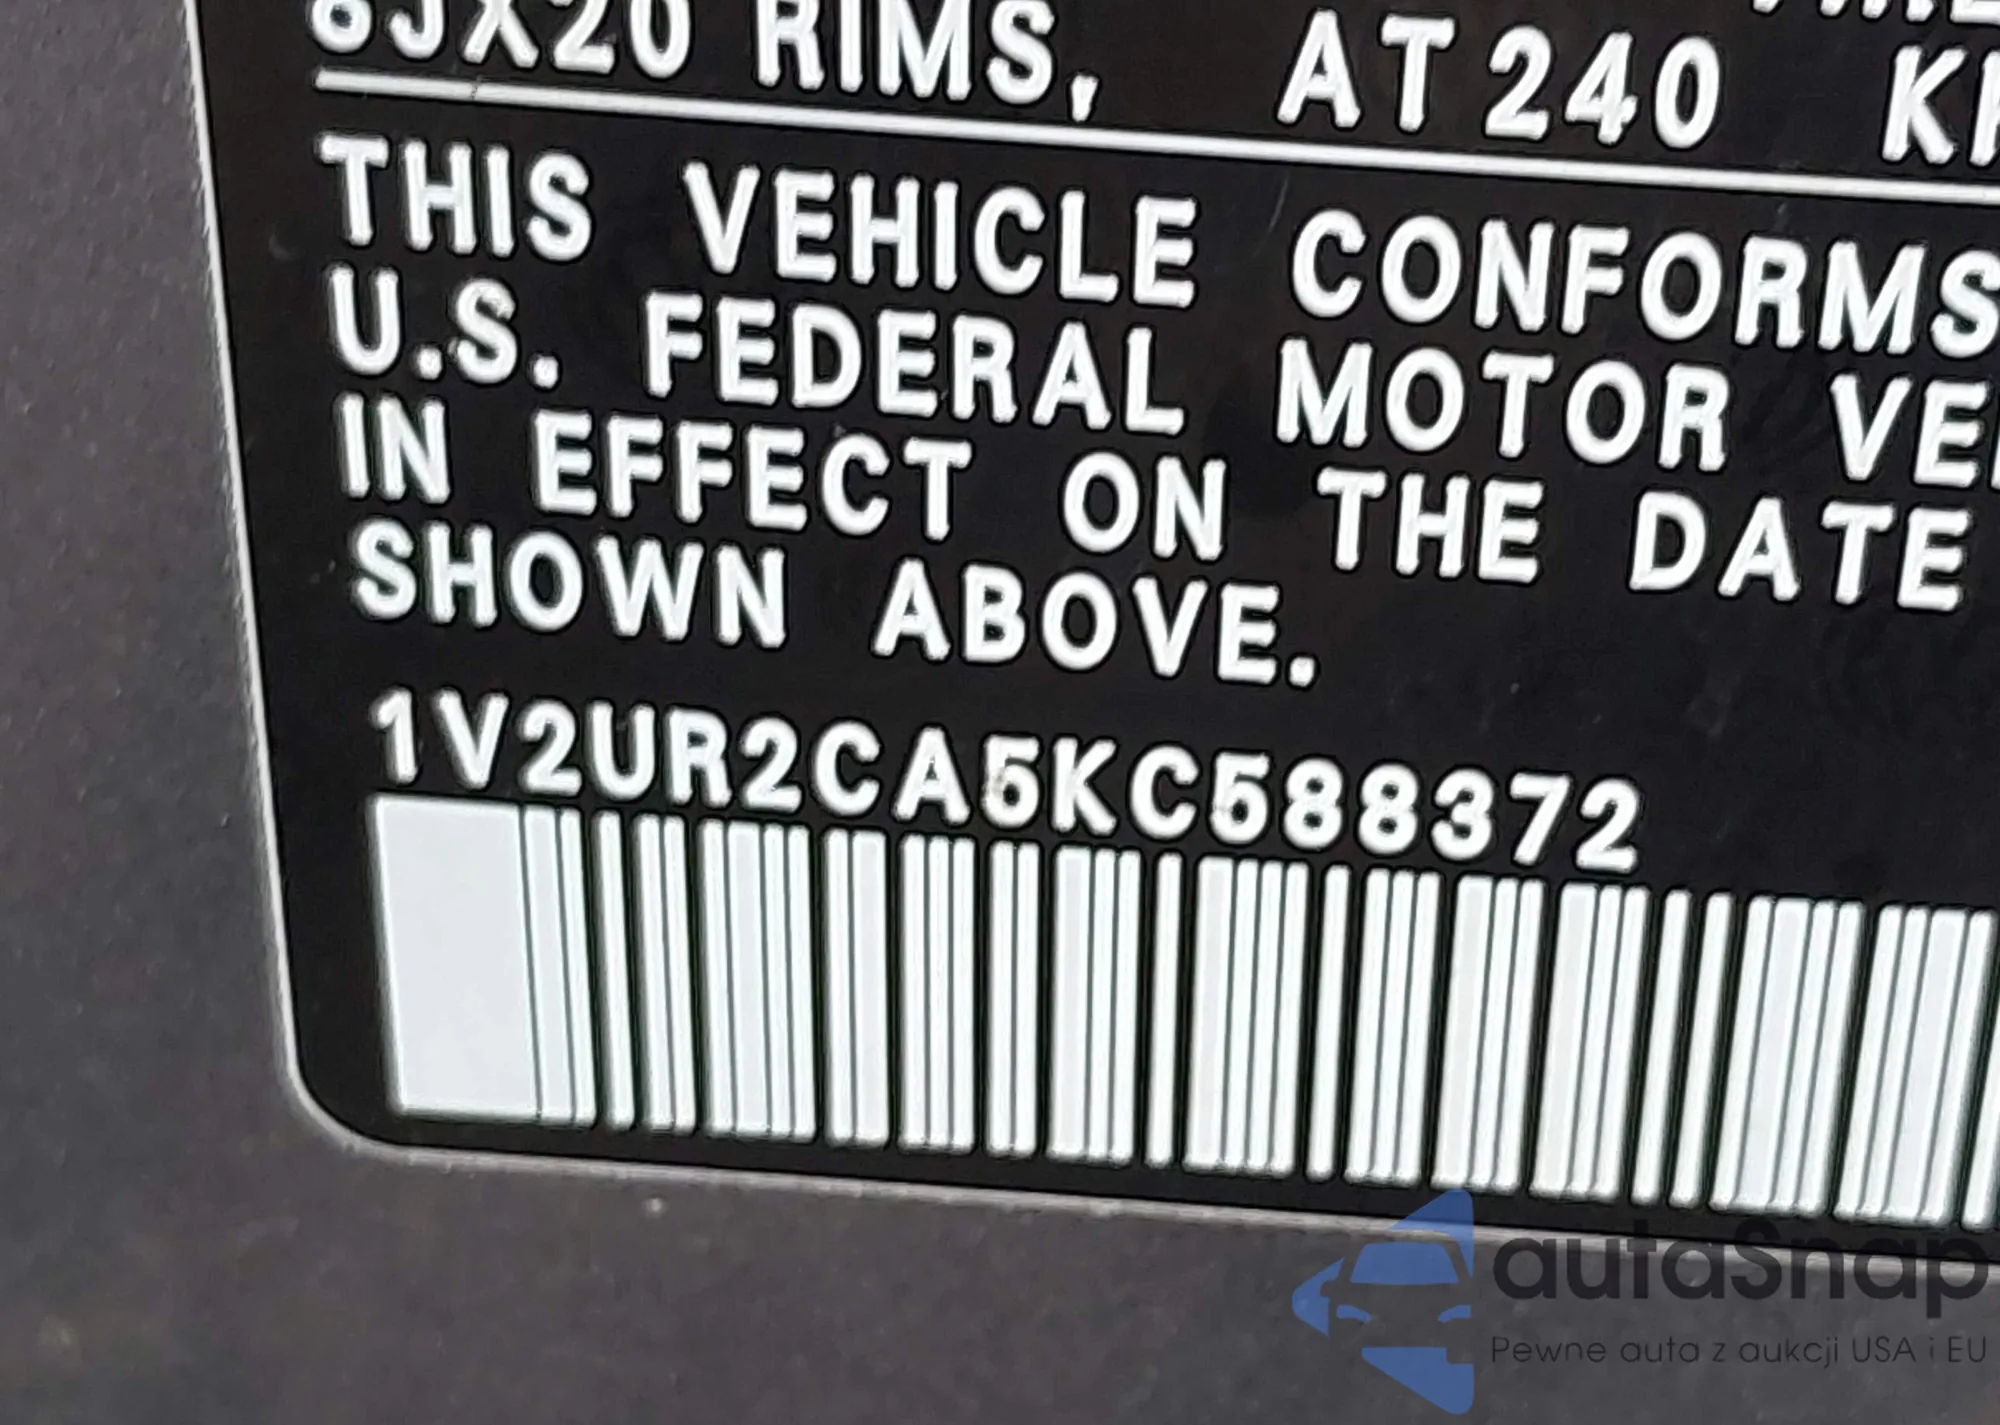 8JX20 RIMS, AT 240
THIS VEHICLE CONFORMS
U.S. FEDERAL MOTOR
IN EFFECT ON THE DATE
SHOWN ABOVE.
1V2UR2CA5KC588372
autaSnap
Pewne auta z aukcji USA i EU